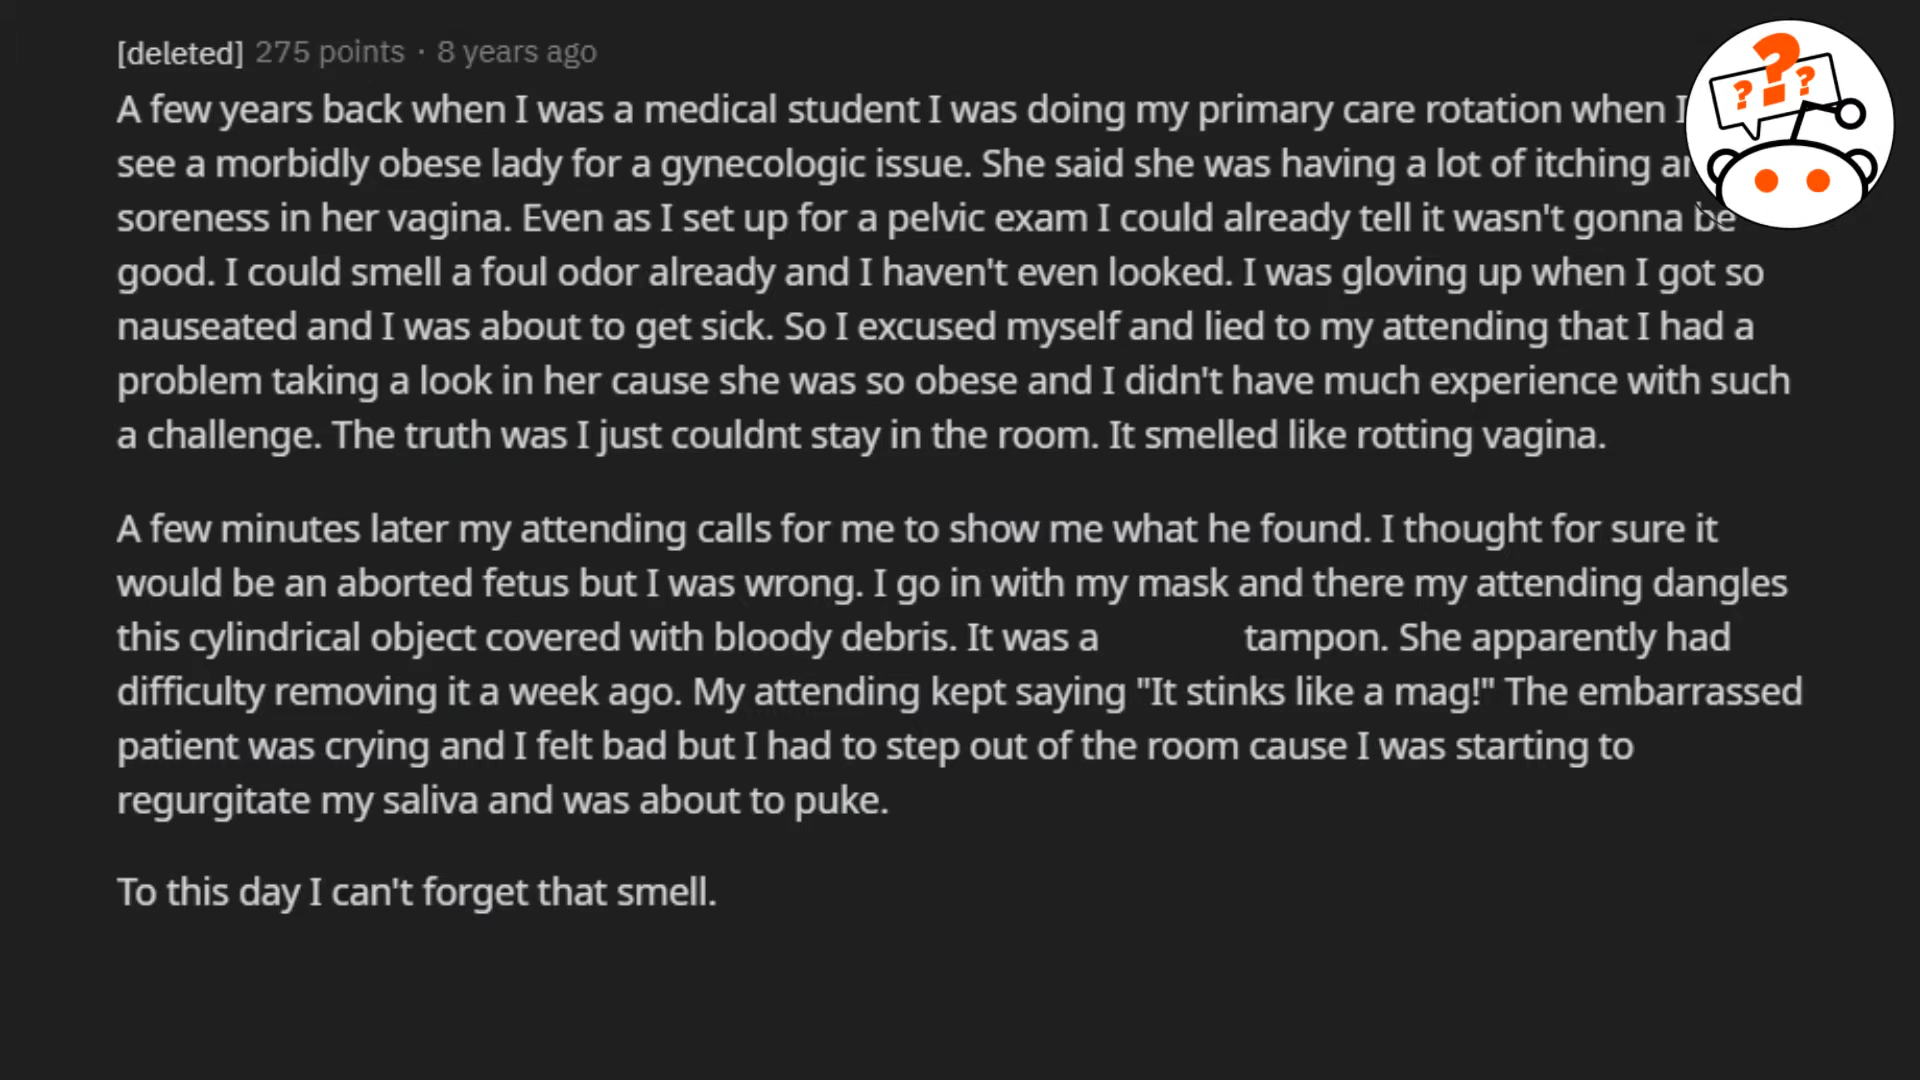 [deleted] 275 points · 8 years ago
A few years back when I was a medical student I was doing my primary care rotation when I
see a morbidly obese lady for a gynecologic issue. She said she was having a lot of itching
soreness in her vagina. Even as I set up for a pelvic exam I could already tell it wasn't gonna be
good. I could smell a foul odor already and I haven't even looked. I was gloving up when I got so
nauseated and I was about to get sick. So I excused myself and lied to my attending that I had a
problem taking a look in her cause she was so obese and I didn't have much experience with such
a challenge. The truth was I just couldnt stay in the room. It smelled like rotting vagina.
A few minutes later my attending calls for me to show me what he found. I thought for sure it
would be an aborted fetus but I was wrong. I go in with my mask and there my attending dangles
this cylindrical object covered with bloody debris. It was a tampon. She apparently had
difficulty removing it a week ago. My attending kept saying "It stinks like a mag!" The embarrassed
patient was crying and I felt bad but I had to step out of the room cause I was starting to
regurgitate my saliva and was about to puke.
To this day I can't forget that smell.